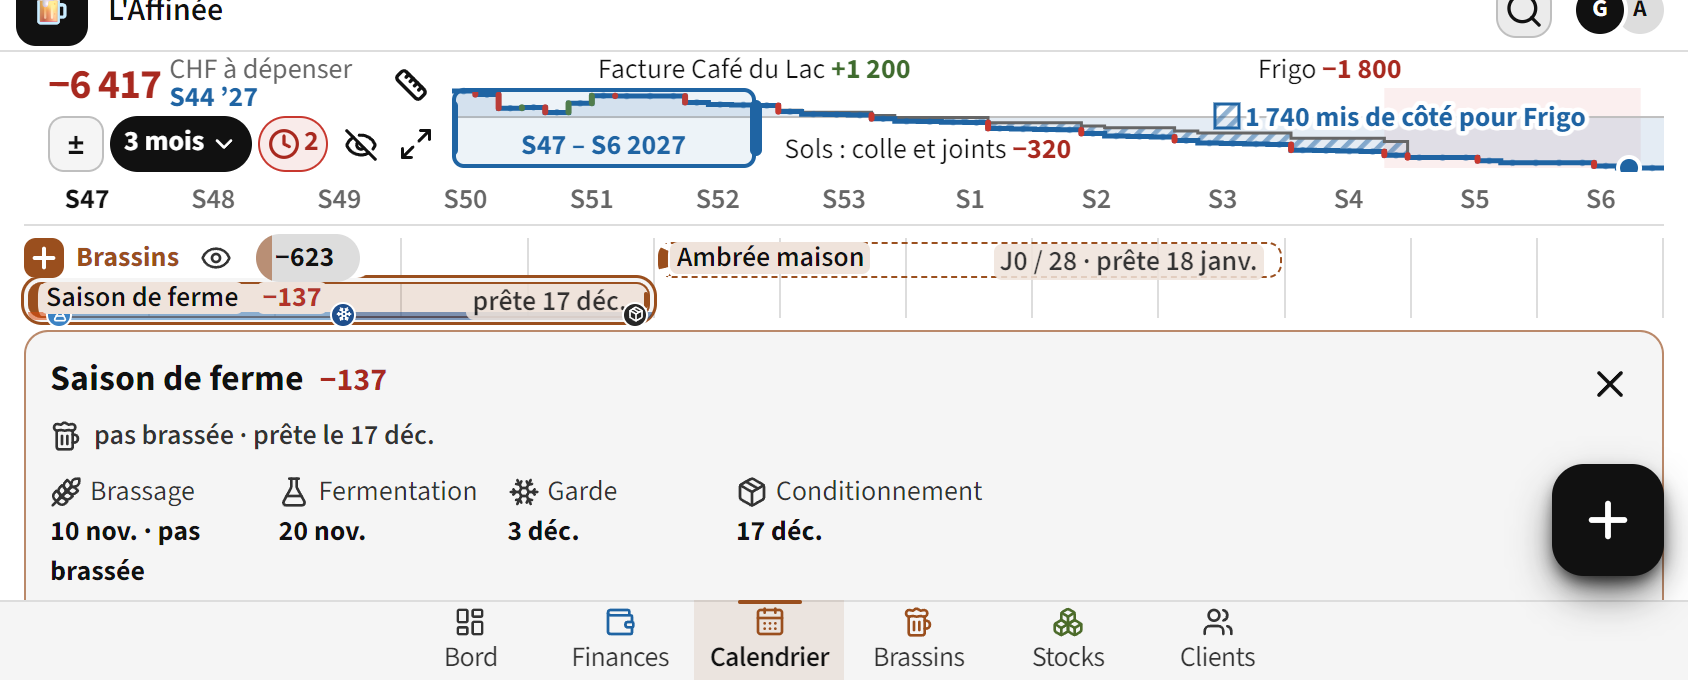 L'Affinée
G
A
−6 417 CHF à dépenser
S44 ’27
Facture Café du Lac +1 200
Frigo −1 800
1 740 mis de côté pour Frigo
±
3 mois
2
S47 – S6 2027
Sols : colle et joints −320
S47 S48 S49 S50 S51 S52 S53 S1 S2 S3 S4 S5 S6
Brassins −623
Ambrée maison J0 / 28 · prête 18 janv.
Saison de ferme −137 prête 17 déc.
Saison de ferme −137
pas brassée · prête le 17 déc.
Brassage Fermentation Garde Conditionnement
10 nov. · pas brassée 20 nov. 3 déc. 17 déc.
Bord Finances Calendrier Brassins Stocks Clients